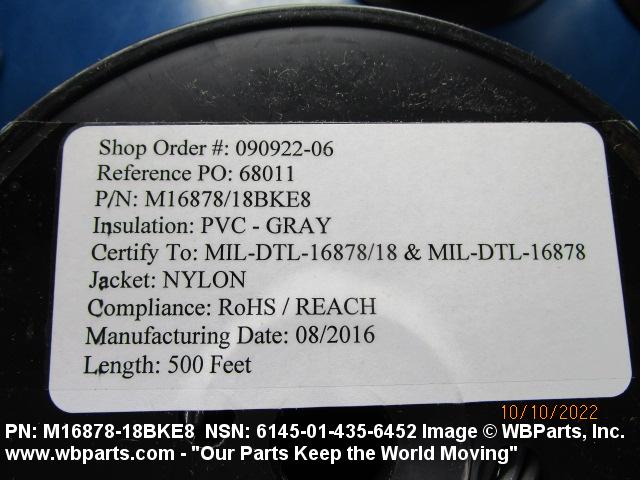 Shop Order #: 090922-06
Reference PO: 68011
P/N: M16878/18BKE8
Insulation: PVC - GRAY
Certify To: MIL-DTL-16878/18 & MIL-DTL-16878
Jacket: NYLON
Compliance: RoHS / REACH
Manufacturing Date: 08/2016
Length: 500 Feet
10/10/2022
PN: M16878-18BKE8 NSN: 6145-01-435-6452 Image © WBParts, Inc.
www.wbparts.com - "Our Parts Keep the World Moving"